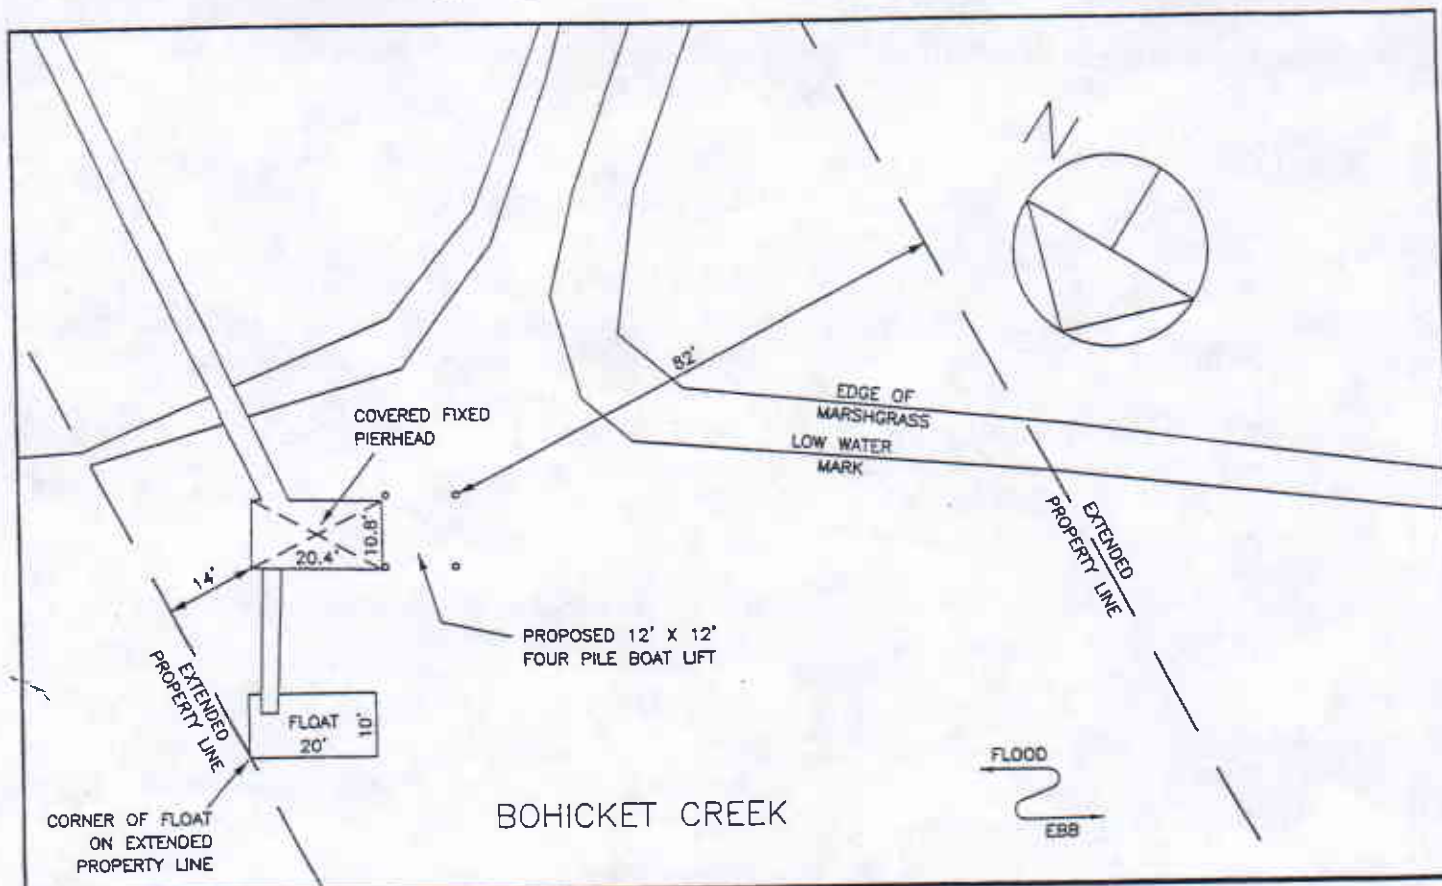 N
82'
EDGE OF
MARSHGRASS
LOW WATER
MARK
COVERED FIXED
PIERHEAD
10.8'
20.4'
14'
EXTENDED
PROPERTY LINE
PROPOSED 12' X 12'
FOUR PILE BOAT LIFT
EXTENDED
PROPERTY LINE
FLOAT
20'
10'
FLOOD
EBB
BOHICKET CREEK
CORNER OF FLOAT
ON EXTENDED
PROPERTY LINE